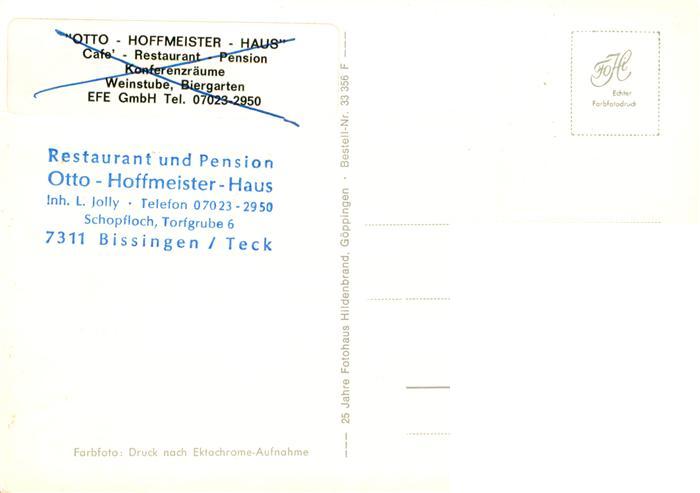 "OTTO - HOFFMEISTER - HAUS"
Cafe' - Restaurant - Pension
Konferenzräume
Weinstube, Biergarten
EFE GmbH Tel. 07023-2950
Restaurant und Pension
Otto - Hoffmeister - Haus
Inh. L. Jolly · Telefon 07023-2950
Schopfloch, Torfgrube 6
7311 Bissingen / Teck
Farbfoto: Druck nach Ektachrome-Aufnahme
25 Jahre Fotohaus Hildenbrand, Göppingen · Bestell-Nr. 33 356 F
FOH
Echter
Farbfotodruck